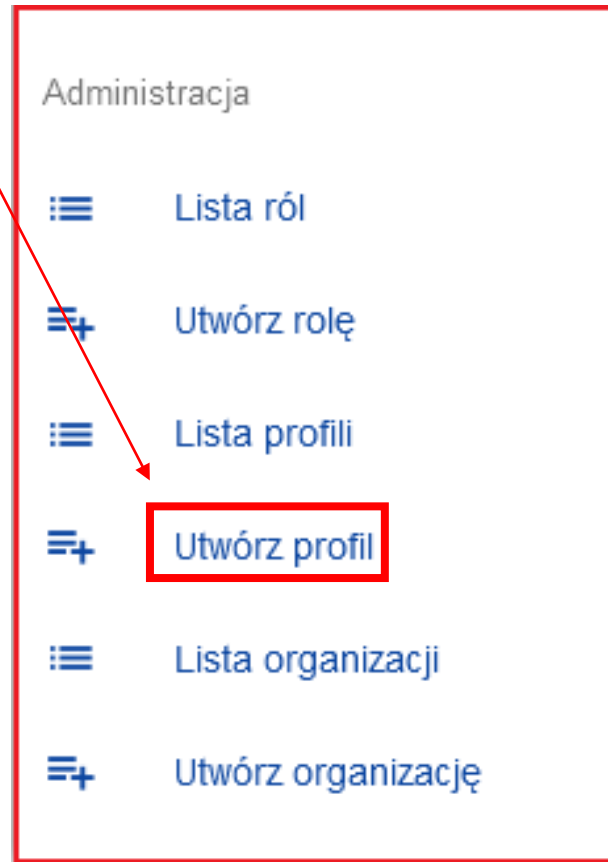 Administracja
Lista ról
Utwórz rolę
Lista profili
Utwórz profil
Lista organizacji
Utwórz organizację